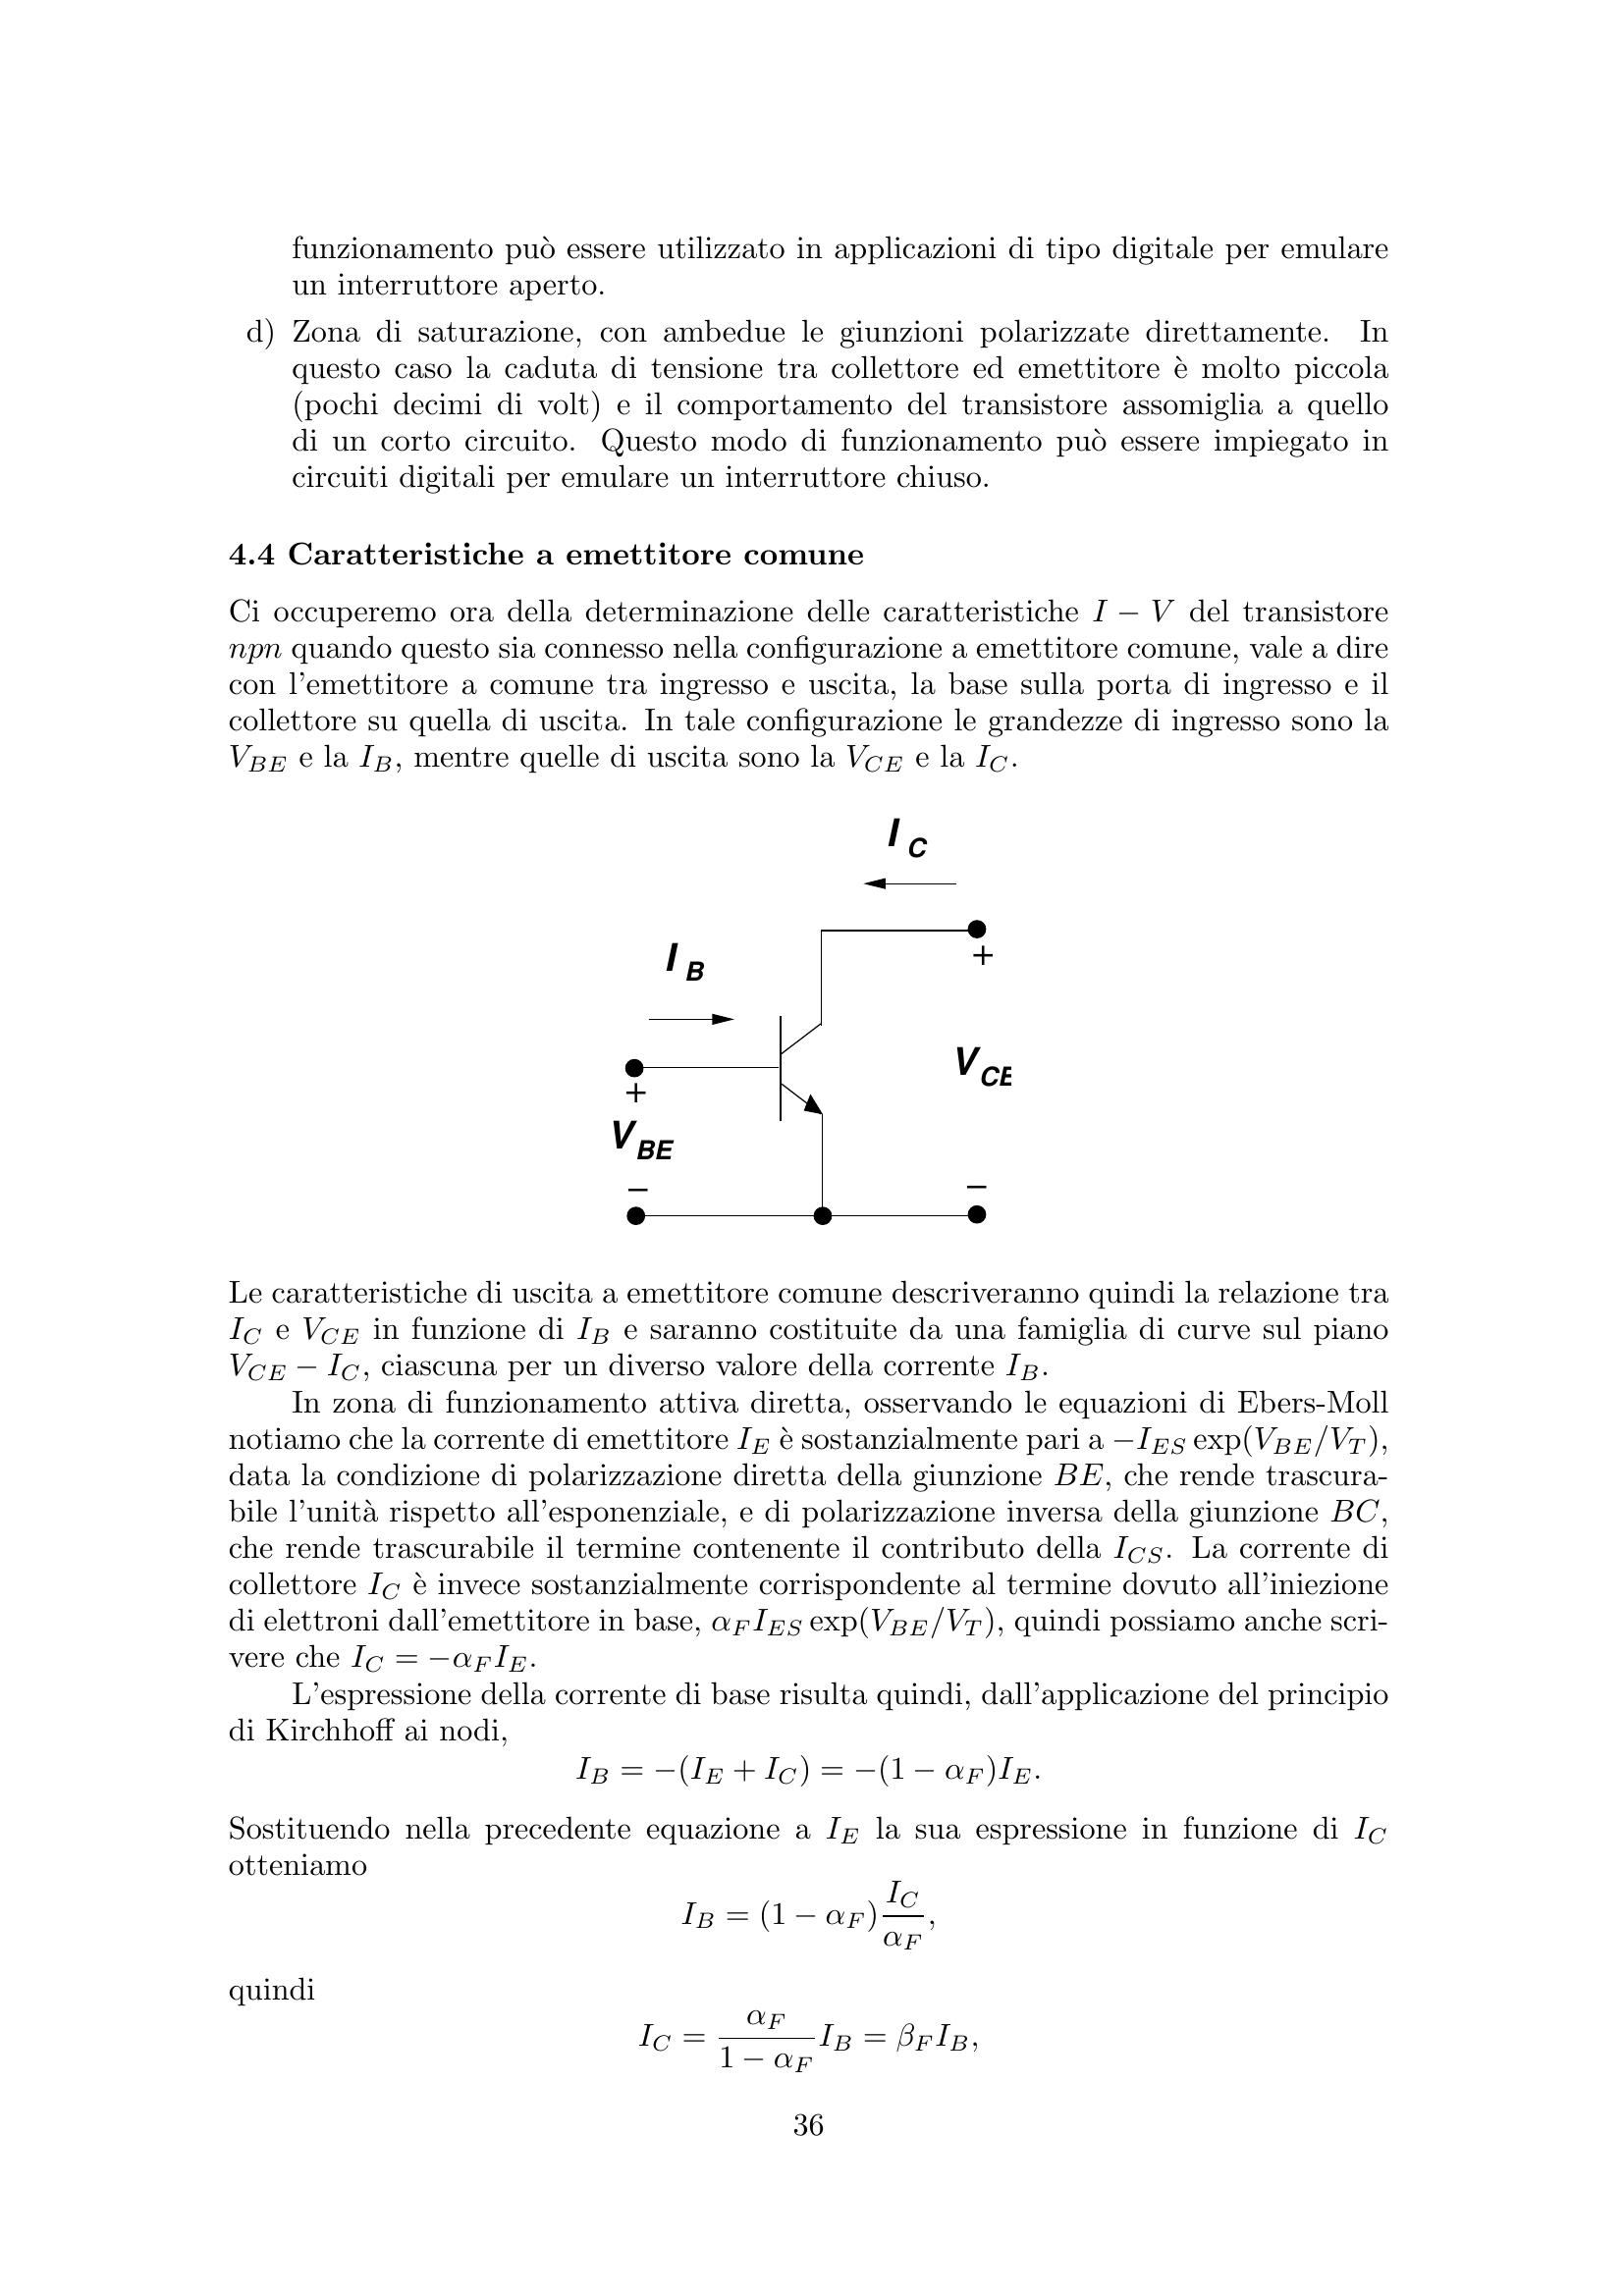 funzionamento può essere utilizzato in applicazioni di tipo digitale per emulare
un interruttore aperto.
d) Zona di saturazione, con ambedue le giunzioni polarizzate direttamente. In
questo caso la caduta di tensione tra collettore ed emettitore è molto piccola
(pochi decimi di volt) e il comportamento del transistore assomiglia a quello
di un corto circuito. Questo modo di funzionamento può essere impiegato in
circuiti digitali per emulare un interruttore chiuso.
4.4 Caratteristiche a emettitore comune
Ci occuperemo ora della determinazione delle caratteristiche I − V del transistore
npn quando questo sia connesso nella configurazione a emettitore comune, vale a dire
con l'emettitore a comune tra ingresso e uscita, la base sulla porta di ingresso e il
collettore su quella di uscita. In tale configurazione le grandezze di ingresso sono la
V_{BE} e la I_B, mentre quelle di uscita sono la V_{CE} e la I_C.
I_C
+
I_B
V_{CE}
+
V_{BE}
−
−
Le caratteristiche di uscita a emettitore comune descriveranno quindi la relazione tra
I_C e V_{CE} in funzione di I_B e saranno costituite da una famiglia di curve sul piano
V_{CE} − I_C, ciascuna per un diverso valore della corrente I_B.
In zona di funzionamento attiva diretta, osservando le equazioni di Ebers-Moll
notiamo che la corrente di emettitore I_E è sostanzialmente pari a −I_{ES} exp(V_{BE}/V_T),
data la condizione di polarizzazione diretta della giunzione BE, che rende trascura-
bile l'unità rispetto all'esponenziale, e di polarizzazione inversa della giunzione BC,
che rende trascurabile il termine contenente il contributo della I_{CS}. La corrente di
collettore I_C è invece sostanzialmente corrispondente al termine dovuto all'iniezione
di elettroni dall'emettitore in base, α_F I_{ES} exp(V_{BE}/V_T), quindi possiamo anche scri-
vere che I_C = −α_F I_E.
L'espressione della corrente di base risulta quindi, dall'applicazione del principio
di Kirchhoff ai nodi,
I_B = −(I_E + I_C) = −(1 − α_F)I_E.
Sostituendo nella precedente equazione a I_E la sua espressione in funzione di I_C
otteniamo
I_B = (1 − α_F)\frac{I_C}{α_F},
quindi
I_C = \frac{α_F}{1 − α_F} I_B = β_F I_B,
36